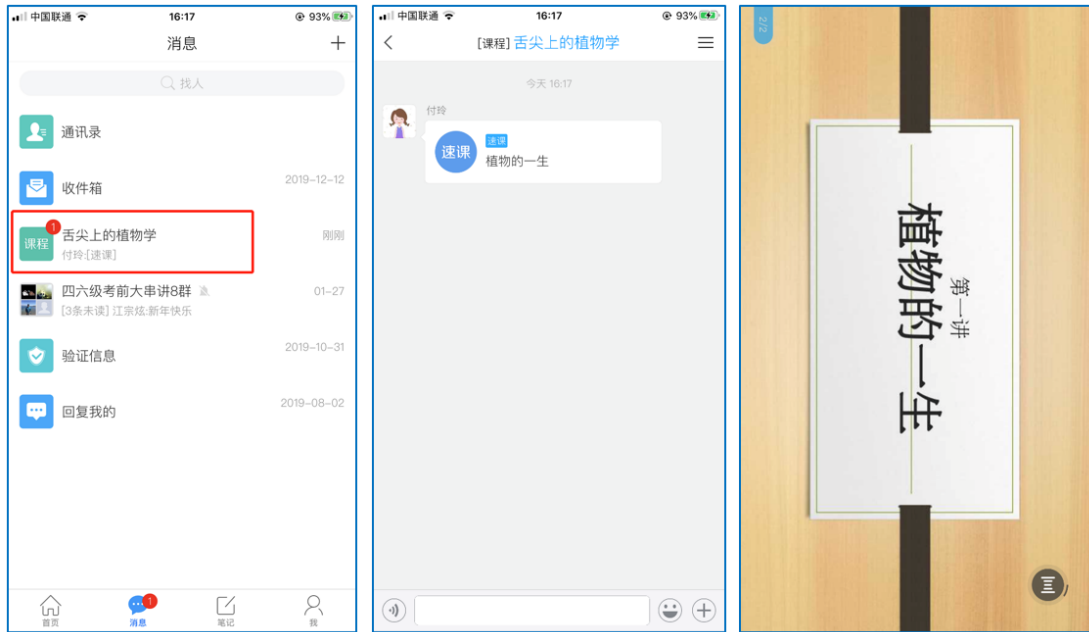 中国联通 16:17 93%
消息
找人
通讯录
收件箱 2019-12-12
课程 1 舌尖上的植物学 刚刚
付玲:[速课]
四六级考前大串讲8群 01-27
[3条未读] 江宗炫:新年快乐
验证信息 2019-10-31
回复我的 2019-08-02
1
首页 消息 笔记 我
中国联通 16:17 93%
[课程] 舌尖上的植物学
今天 16:17
付玲
速课
速课
植物的一生
2/2
第一讲
植物的一生